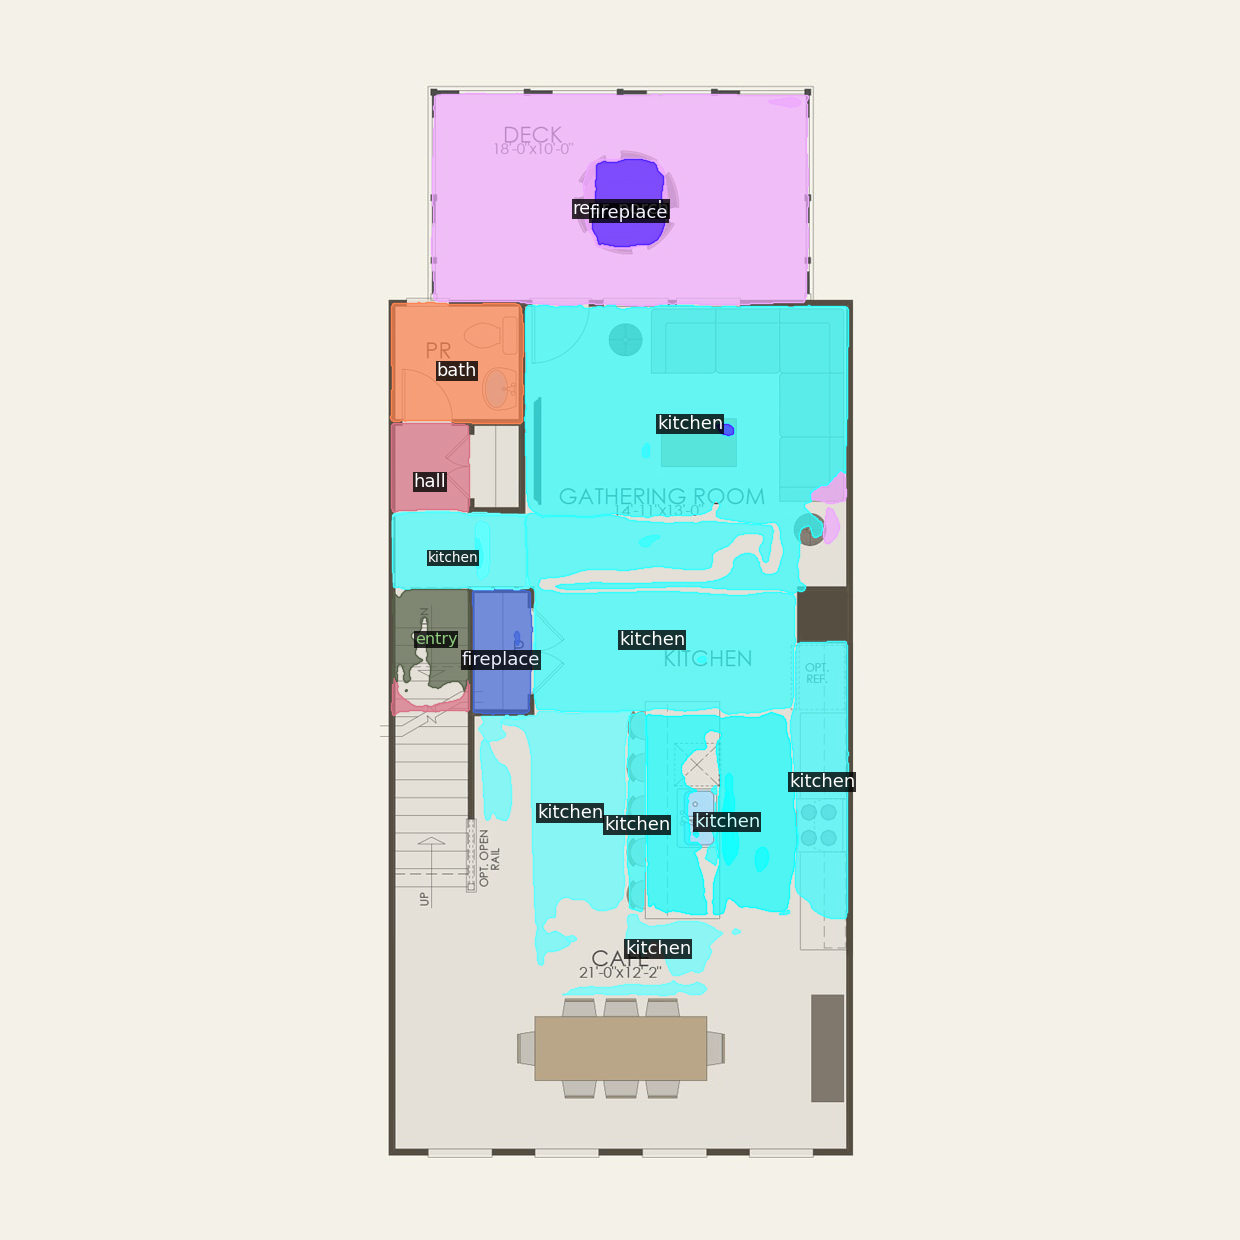 DECK
18'-0"x10'-0"
fireplace
PR
bath
kitchen
hall
GATHERING ROOM
14'-11"x13'-0"
kitchen
entry
kitchen
fireplace
KITCHEN
OPT.
REF.
kitchen
kitchen
kitchen
kitchen
OPT. OPEN
RAIL
UP
kitchen
CAFE
21'-0"x12'-2"